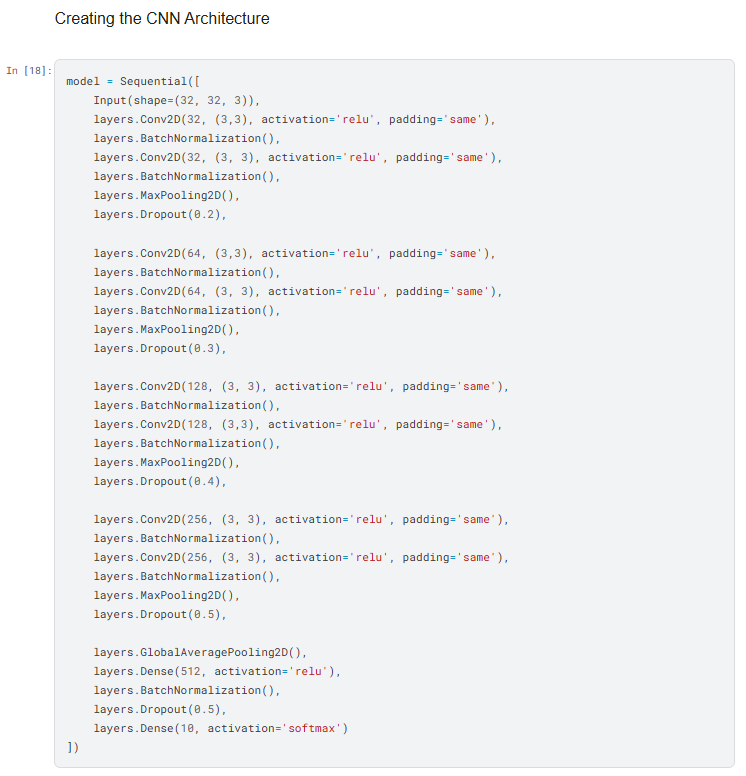 Creating the CNN Architecture
In [18]:
model = Sequential([
    Input(shape=(32, 32, 3)),
    layers.Conv2D(32, (3,3), activation='relu', padding='same'),
    layers.BatchNormalization(),
    layers.Conv2D(32, (3, 3), activation='relu', padding='same'),
    layers.BatchNormalization(),
    layers.MaxPooling2D(),
    layers.Dropout(0.2),

    layers.Conv2D(64, (3,3), activation='relu', padding='same'),
    layers.BatchNormalization(),
    layers.Conv2D(64, (3, 3), activation='relu', padding='same'),
    layers.BatchNormalization(),
    layers.MaxPooling2D(),
    layers.Dropout(0.3),

    layers.Conv2D(128, (3, 3), activation='relu', padding='same'),
    layers.BatchNormalization(),
    layers.Conv2D(128, (3,3), activation='relu', padding='same'),
    layers.BatchNormalization(),
    layers.MaxPooling2D(),
    layers.Dropout(0.4),

    layers.Conv2D(256, (3, 3), activation='relu', padding='same'),
    layers.BatchNormalization(),
    layers.Conv2D(256, (3, 3), activation='relu', padding='same'),
    layers.BatchNormalization(),
    layers.MaxPooling2D(),
    layers.Dropout(0.5),

    layers.GlobalAveragePooling2D(),
    layers.Dense(512, activation='relu'),
    layers.BatchNormalization(),
    layers.Dropout(0.5),
    layers.Dense(10, activation='softmax')
])